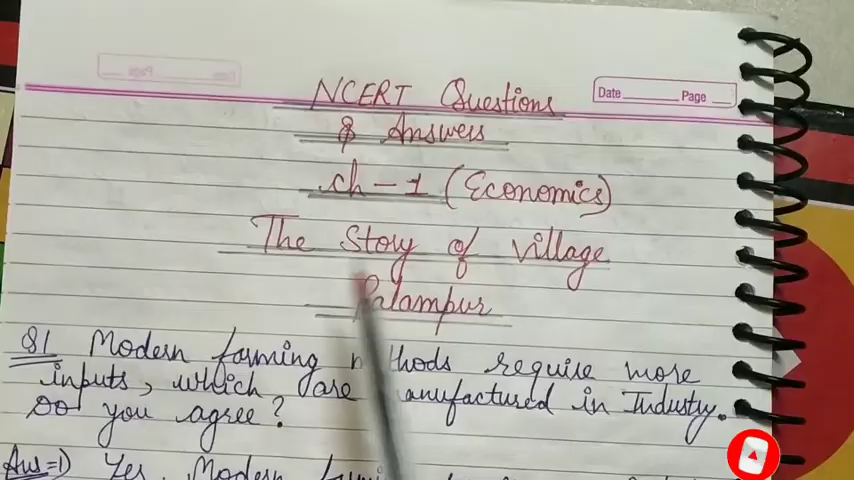 NCERT Questions
Date Page
& Answers
ch - 1 (Economics)
The Story of Village
Palampur
Q1 Modern farming methods require more
inputs, which are manufactured in Industry.
Do you agree?
Ans=1) Yes, Modern